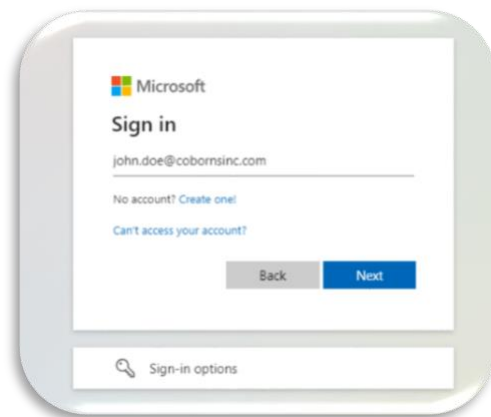 Microsoft
Sign in
john.doe@cobornsinc.com
No account? Create one!
Can't access your account?
Back Next
Sign-in options